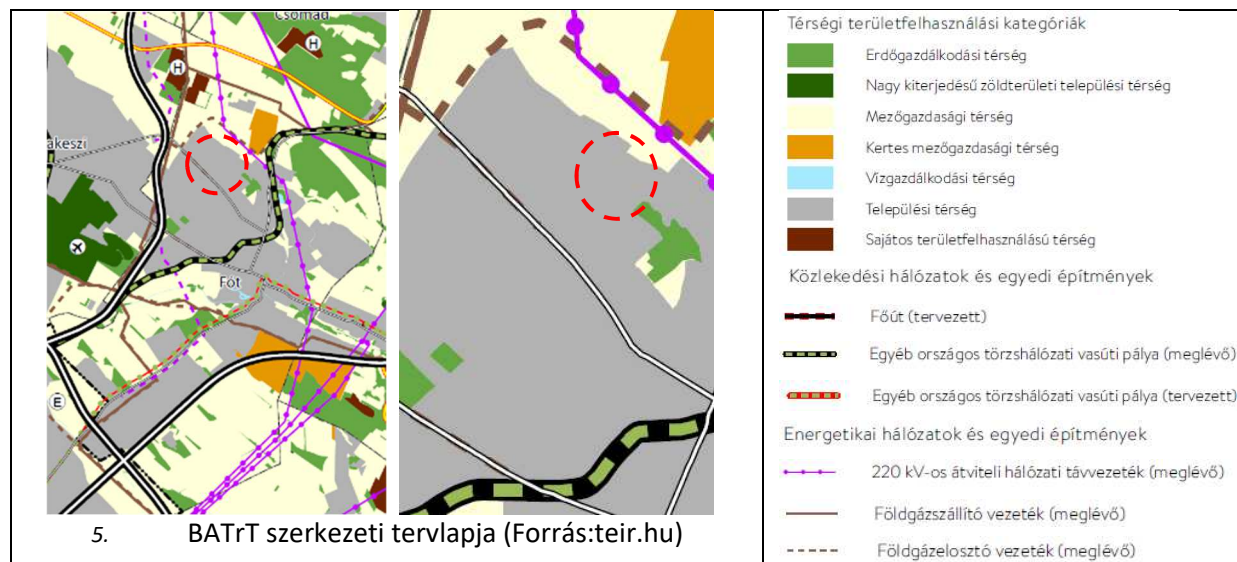 Csomád
H
H
akeszi
Fót
E
5. BATrT szerkezeti tervlapja (Forrás:teir.hu)
Térségi területfelhasználási kategóriák
Erdőgazdálkodási térség
Nagy kiterjedésű zöldterületi települési térség
Mezőgazdasági térség
Kertes mezőgazdasági térség
Vízgazdálkodási térség
Települési térség
Sajátos területfelhasználású térség
Közlekedési hálózatok és egyedi építmények
Főút (tervezett)
Egyéb országos törzshálózati vasúti pálya (meglévő)
Egyéb országos törzshálózati vasúti pálya (tervezett)
Energetikai hálózatok és egyedi építmények
220 kV-os átviteli hálózati távvezeték (meglévő)
Földgázszállító vezeték (meglévő)
Földgázelosztó vezeték (meglévő)